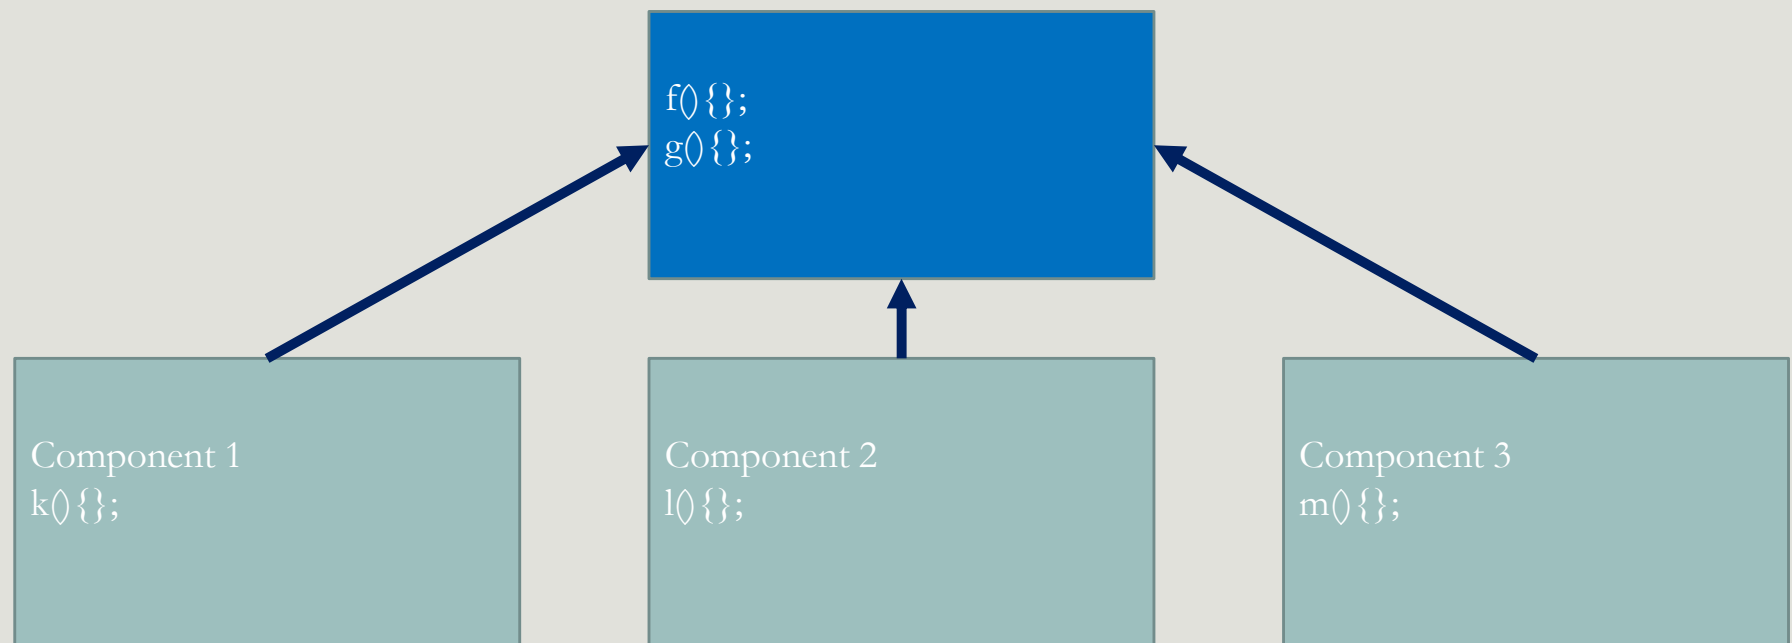 f(){};
g(){};
Component 1
k(){};
Component 2
l(){};
Component 3
m(){};